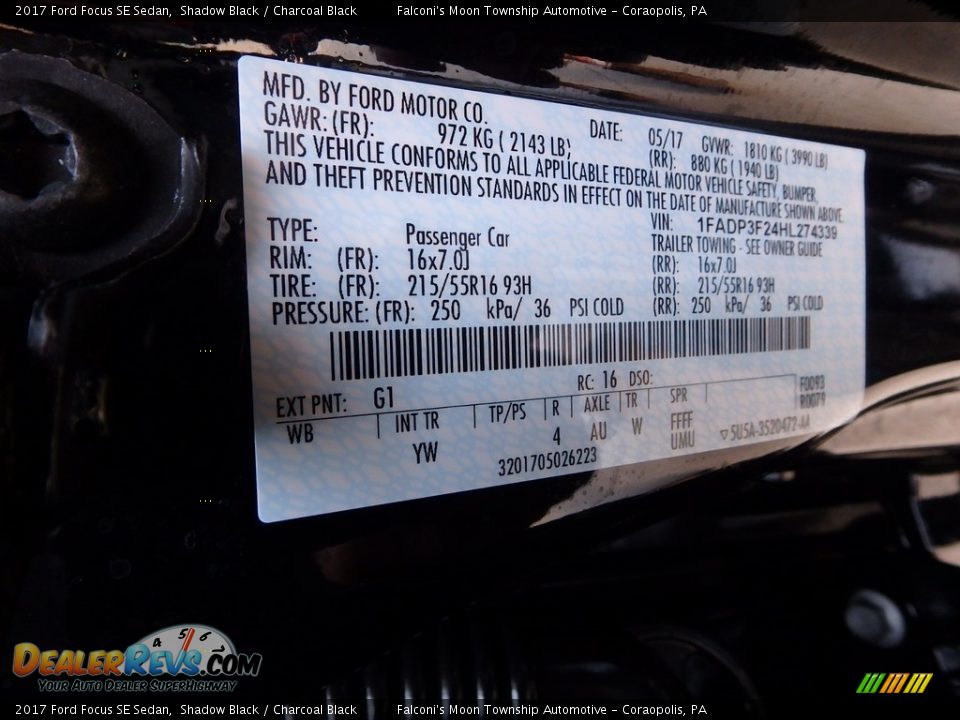 2017 Ford Focus SE Sedan, Shadow Black / Charcoal Black Falconi's Moon Township Automotive - Coraopolis, PA
MFD. BY FORD MOTOR CO.
DATE: 05/17 GVWR: 1810 KG ( 3990 LB)
GAWR: (FR): 972 KG ( 2143 LB) (RR): 880 KG ( 1940 LB)
THIS VEHICLE CONFORMS TO ALL APPLICABLE FEDERAL MOTOR VEHICLE SAFETY, BUMPER,
AND THEFT PREVENTION STANDARDS IN EFFECT ON THE DATE OF MANUFACTURE SHOWN ABOVE.
VIN: 1FADP3F24HL274339
TYPE: Passenger Car TRAILER TOWING - SEE OWNER GUIDE
RIM: (FR): 16x7.0J (RR): 16x7.0J
TIRE: (FR): 215/55R16 93H (RR): 215/55R16 93H
PRESSURE: (FR): 250 kPa/ 36 PSI COLD (RR): 250 kPa/ 36 PSI COLD
EXT PNT: G1 RC: 16 DSO: F0093
R0079
WB INT TR TP/PS R AXLE TR SPR
YW 4 AU W FFFF
UMU ▽5U5A-3520472-AA
3201705026223
4 5 6
DEALERREVS.COM
YOUR AUTO DEALER SUPERHIGHWAY
2017 Ford Focus SE Sedan, Shadow Black / Charcoal Black Falconi's Moon Township Automotive - Coraopolis, PA